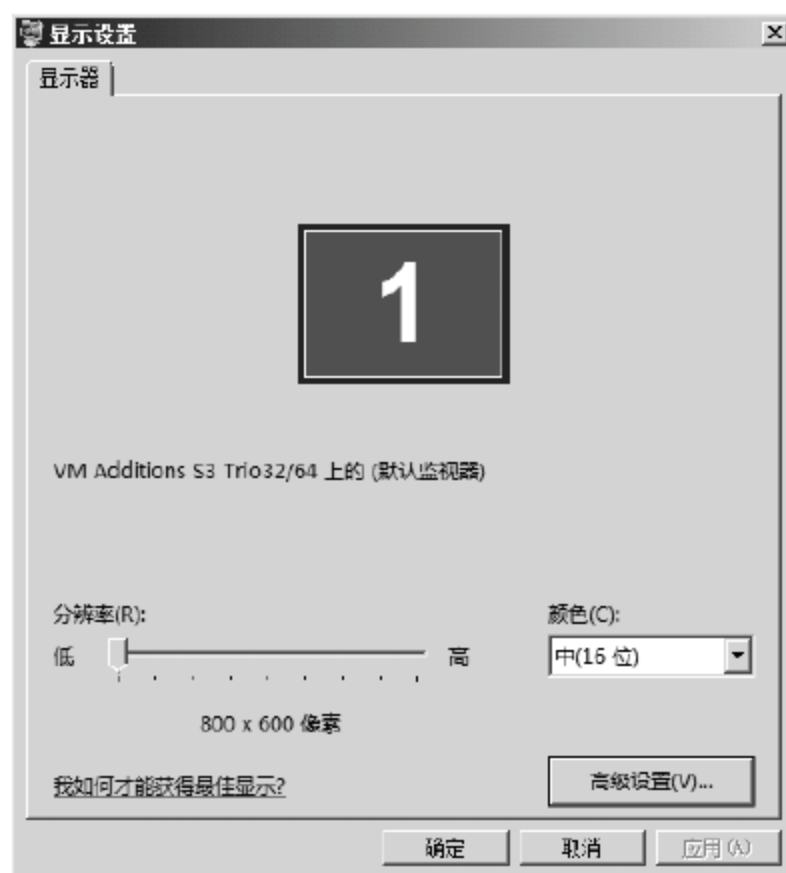 显示设置
显示器
1
VM Additions S3 Trio32/64 上的 (默认监视器)
分辨率(R):
颜色(C):
低
高
中(16 位)
800 x 600 像素
我如何才能获得最佳显示?
高级设置(V)...
确定
取消
应用(A)